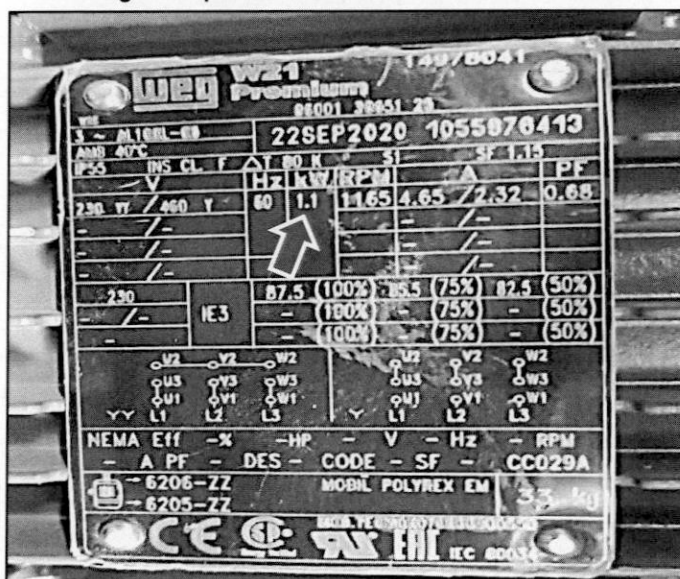 weg W21
Premium
22SEP2020 1055876413
AMB 40°C
IP55 INS CL. F ΔT 80 K S1 SF 1.15
V Hz kW/RPM A PF
230 YY / 460 Y 60 1.1 1165 4.65 / 2.32 0.68
- / - - / -
- / - - / -
- / - - / -
230 IE3 87.5 (100%) 85.5 (75%) 82.5 (50%)
- / - - (100%) - (75%) - (50%)
- - (100%) - (75%) - (50%)
U2 V2 W2 U2 V2 W2
U3 V3 W3 U3 V3 W3
U1 V1 W1 U1 V1 W1
YY L1 L2 L3 Y L1 L2 L3
NEMA Eff -% -HP - V - Hz - RPM
- A PF - DES - CODE - SF - CC029A
→ 6206-ZZ MOBIL POLYREX EM 33 kg
→ 6205-ZZ
CE EAC IEC 60034